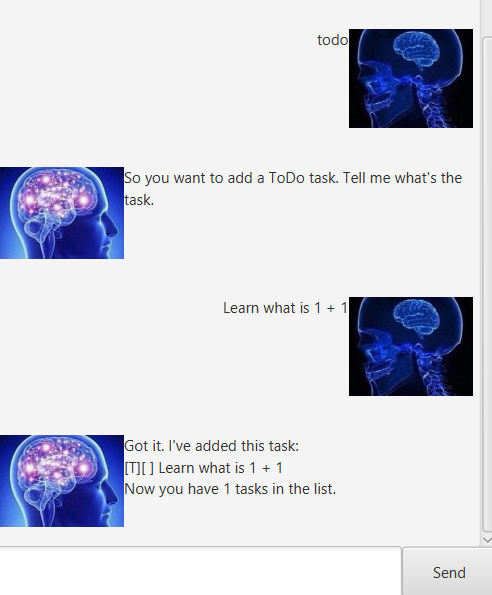 todo
So you want to add a ToDo task. Tell me what's the
task.
Learn what is 1 + 1
Got it. I've added this task:
[T][ ] Learn what is 1 + 1
Now you have 1 tasks in the list.
Send